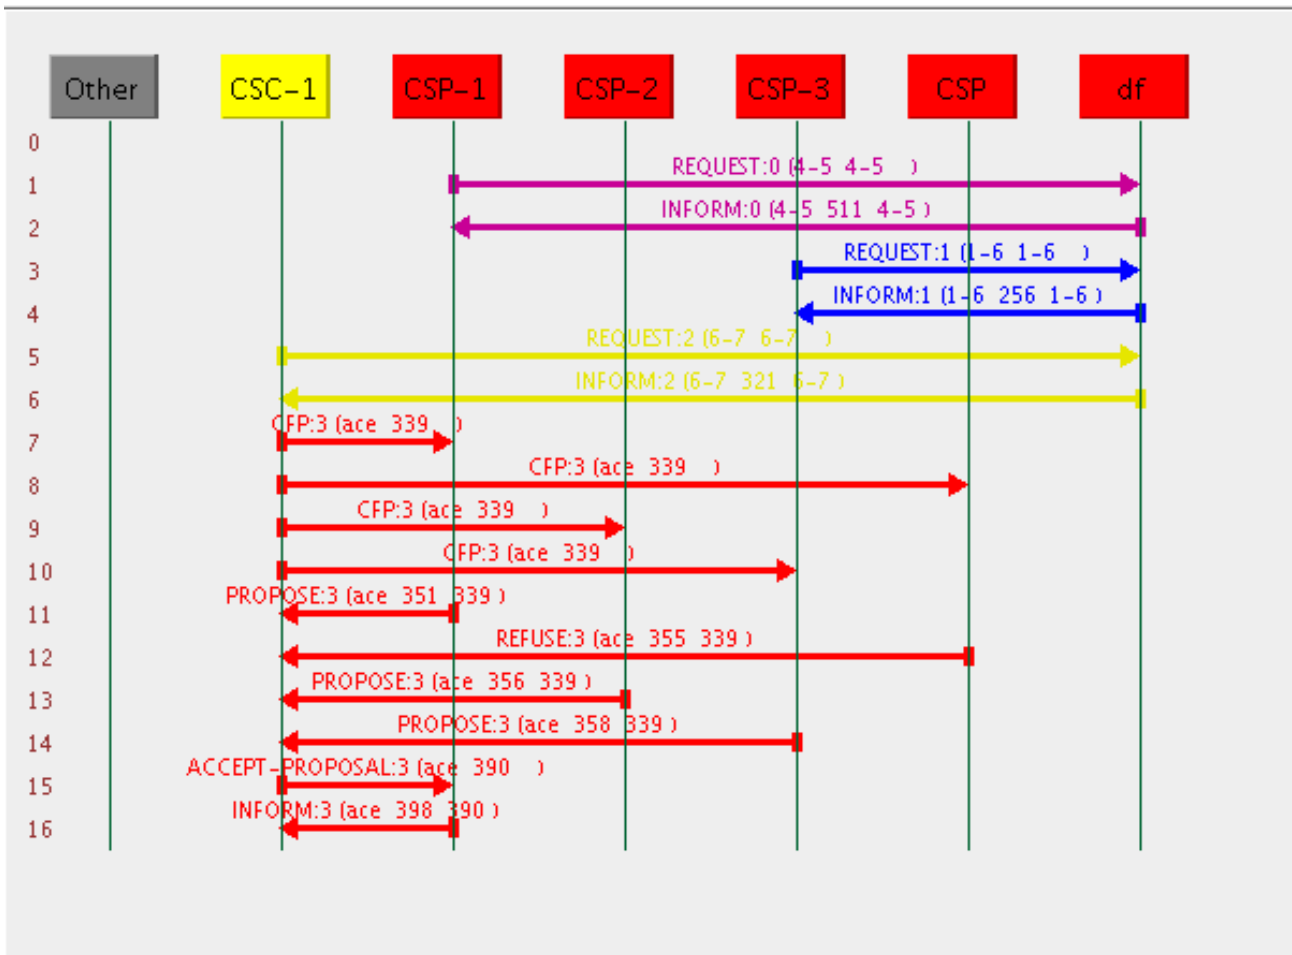 Other CSC-1 CSP-1 CSP-2 CSP-3 CSP df
0
REQUEST:0 (4-5 4-5 )
1
INFORM:0 (4-5 511 4-5 )
2
REQUEST:1 (1-6 1-6 )
3
INFORM:1 (1-6 256 1-6 )
4
REQUEST:2 (6-7 6-7 )
5
INFORM:2 (6-7 321 6-7 )
6
CFP:3 (ace 339 )
7
CFP:3 (ace 339 )
8
CFP:3 (ace 339 )
9
CFP:3 (ace 339 )
10
PROPOSE:3 (ace 351 339 )
11
REFUSE:3 (ace 355 339 )
12
PROPOSE:3 (ace 356 339 )
13
PROPOSE:3 (ace 358 339 )
14
ACCEPT-PROPOSAL:3 (ace 390 )
15
INFORM:3 (ace 398 390 )
16